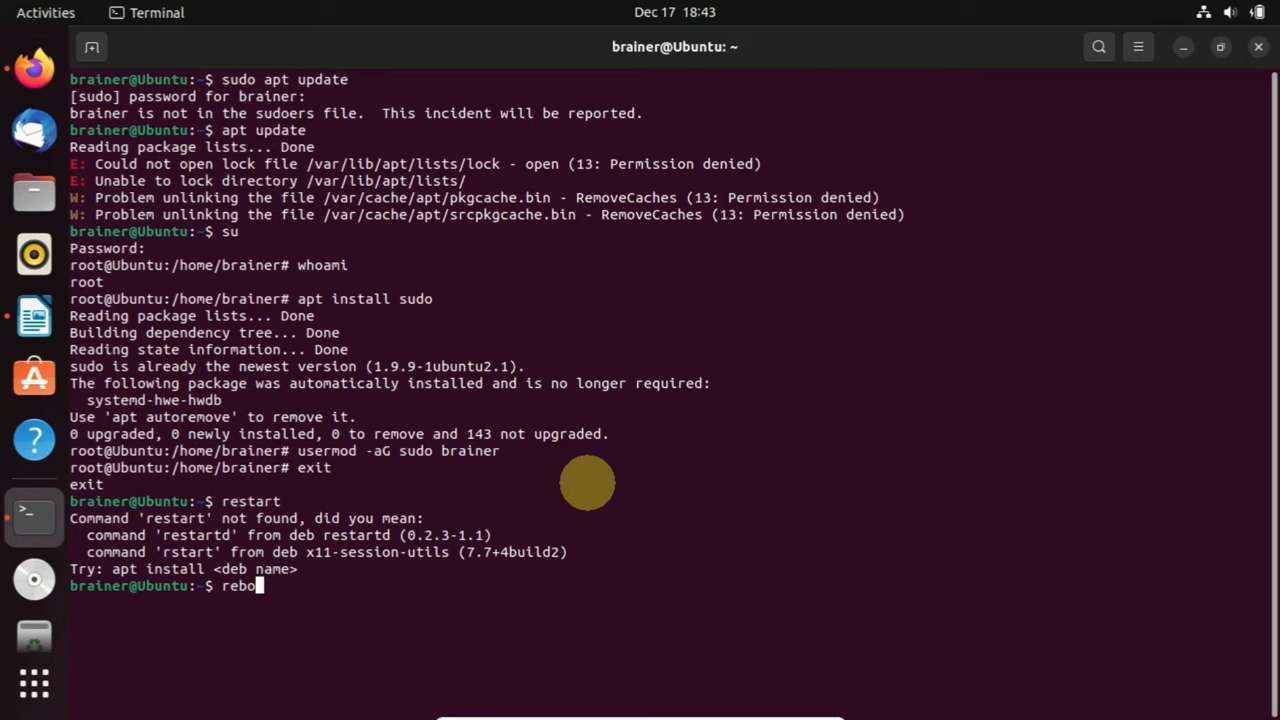 Activities
Terminal
Dec 17 18:43
brainer@Ubuntu: ~
brainer@Ubuntu:~$ sudo apt update
[sudo] password for brainer:
brainer is not in the sudoers file.  This incident will be reported.
brainer@Ubuntu:~$ apt update
Reading package lists... Done
E: Could not open lock file /var/lib/apt/lists/lock - open (13: Permission denied)
E: Unable to lock directory /var/lib/apt/lists/
W: Problem unlinking the file /var/cache/apt/pkgcache.bin - RemoveCaches (13: Permission denied)
W: Problem unlinking the file /var/cache/apt/srcpkgcache.bin - RemoveCaches (13: Permission denied)
brainer@Ubuntu:~$ su
Password:
root@Ubuntu:/home/brainer# whoami
root
root@Ubuntu:/home/brainer# apt install sudo
Reading package lists... Done
Building dependency tree... Done
Reading state information... Done
sudo is already the newest version (1.9.9-1ubuntu2.1).
The following package was automatically installed and is no longer required:
  systemd-hwe-hwdb
Use 'apt autoremove' to remove it.
0 upgraded, 0 newly installed, 0 to remove and 143 not upgraded.
root@Ubuntu:/home/brainer# usermod -aG sudo brainer
root@Ubuntu:/home/brainer# exit
exit
brainer@Ubuntu:~$ restart
Command 'restart' not found, did you mean:
  command 'restartd' from deb restartd (0.2.3-1.1)
  command 'rstart' from deb x11-session-utils (7.7+4build2)
Try: apt install <deb name>
brainer@Ubuntu:~$ rebo